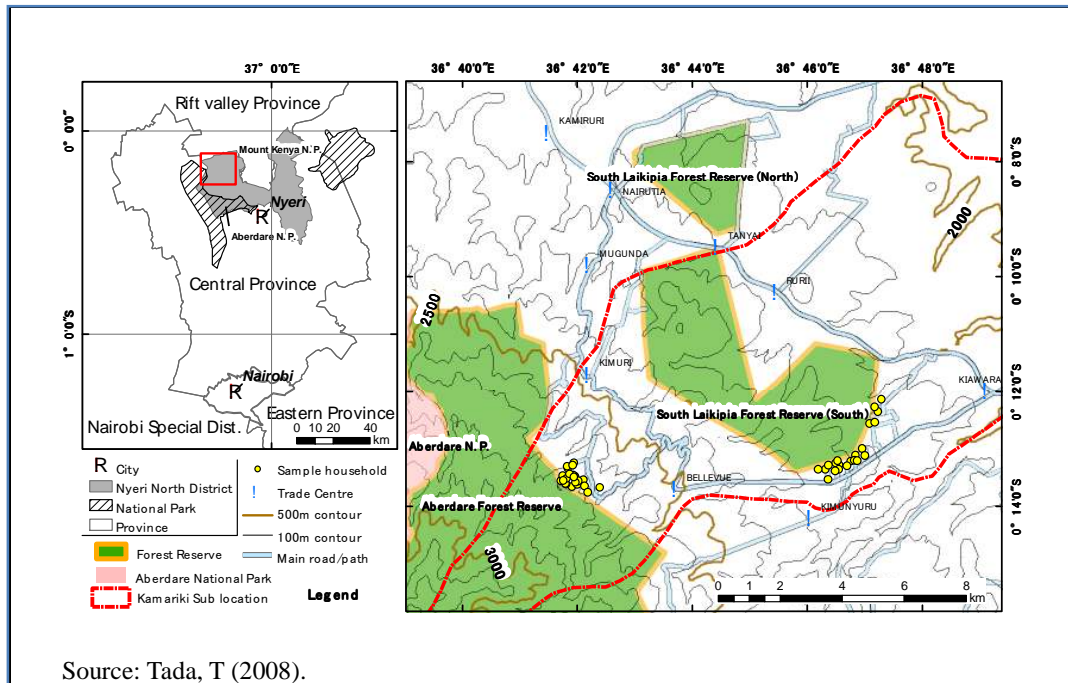 37° 0'0"E
Rift valley Province
0° 0'0"
Mount Kenya N.P.
Nyeri
R
Aberdare N.P.
Central Province
1° 0'0"S
Nairobi
R
Eastern Province
Nairobi Special Dist.
0 10 20 40
km
R City
Nyeri North District
National Park
Province
Forest Reserve
Aberdare National Park
Kamariki Sub location
Sample household
! Trade Centre
500m contour
100m contour
Main road/path
Legend
36° 40'0"E
36° 42'0"E
36° 44'0"E
36° 46'0"E
36° 48'0"E
0° 8'0"S
0° 10'0"S
0° 12'0"S
0° 14'0"S
KAMIRURI
!
South Laikipia Forest Reserve (North)
NAIRUTIA
!
TANYAI
!
2000
MUGUNDA
!
RURII
!
2500
KIMURI
!
KIAWARA
!
South Laikipia Forest Reserve (South)
Aberdare N.P.
BELLEVUE
!
Aberdare Forest Reserve
KIMUNYURU
!
3000
0 1 2 4 6 8
km
Source: Tada, T (2008).